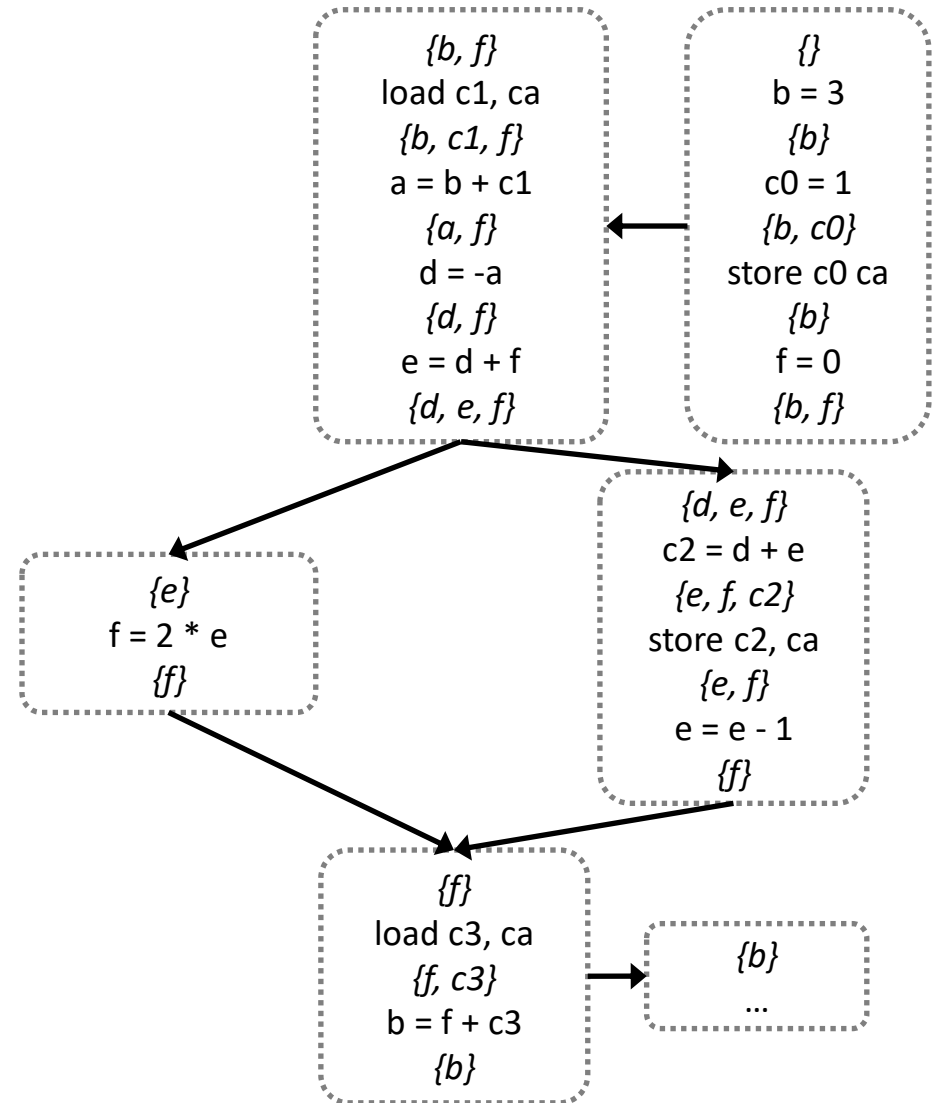 {b, f}
load c1, ca
{b, c1, f}
a = b + c1
{a, f}
d = -a
{d, f}
e = d + f
{d, e, f}
{}
b = 3
{b}
c0 = 1
{b, c0}
store c0 ca
{b}
f = 0
{b, f}
{e}
f = 2 * e
{f}
{d, e, f}
c2 = d + e
{e, f, c2}
store c2, ca
{e, f}
e = e - 1
{f}
{f}
load c3, ca
{f, c3}
b = f + c3
{b}
{b}
...